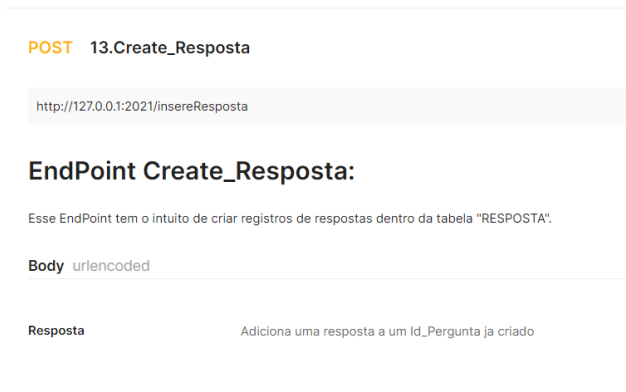 POST 13.Create_Resposta
http://127.0.0.1:2021/insereResposta
EndPoint Create_Resposta:
Esse EndPoint tem o intuito de criar registros de respostas dentro da tabela "RESPOSTA".
Body urlencoded
Resposta Adiciona uma resposta a um Id_Pergunta ja criado